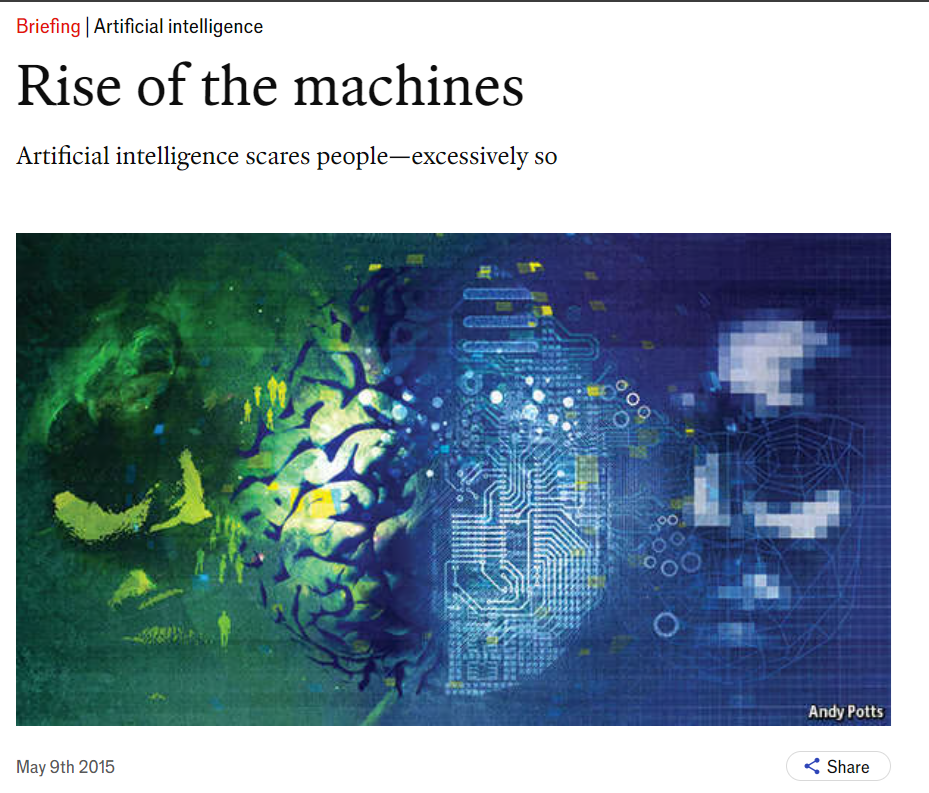 Briefing | Artificial intelligence
Rise of the machines
Artificial intelligence scares people—excessively so
Andy Potts
May 9th 2015
Share